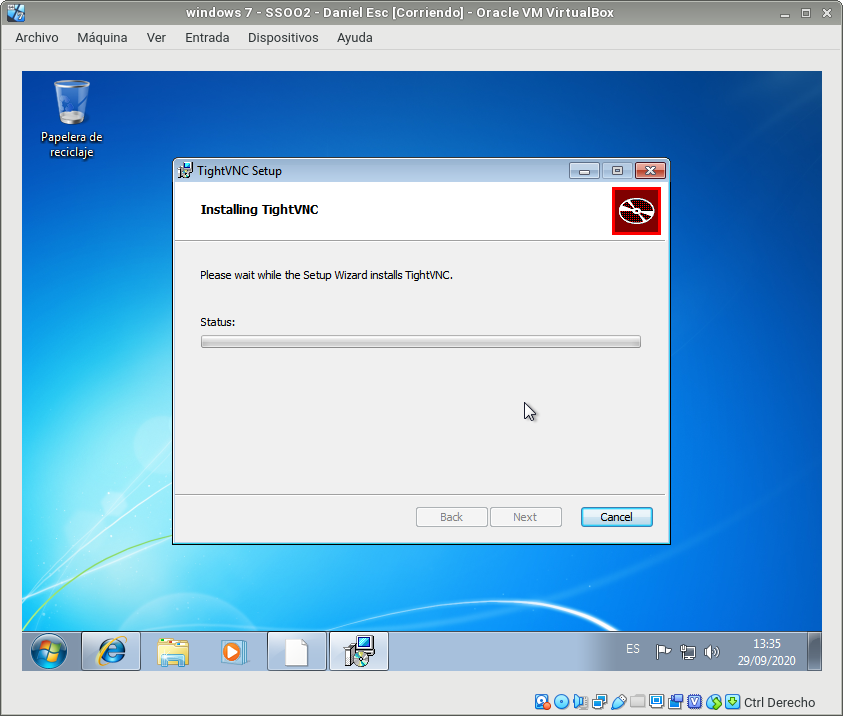 windows 7 - SSOO2 - Daniel Esc [Corriendo] - Oracle VM VirtualBox
Archivo Máquina Ver Entrada Dispositivos Ayuda
Papelera de
reciclaje
TightVNC Setup
Installing TightVNC
Please wait while the Setup Wizard installs TightVNC.
Status:
Back Next Cancel
ES
13:35
29/09/2020
Ctrl Derecho